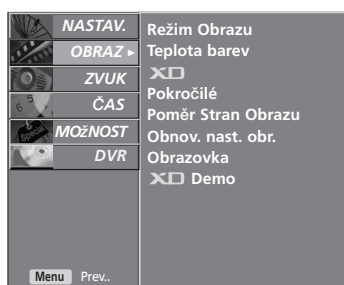 NASTAV.
OBRAZ ►
ZVUK
ČAS
MOŽNOST
DVR
Režim Obrazu
Teplota barev
XD
Pokročilé
Poměr Stran Obrazu
Obnov. nast. obr.
Obrazovka
XD Demo
Menu Prev..